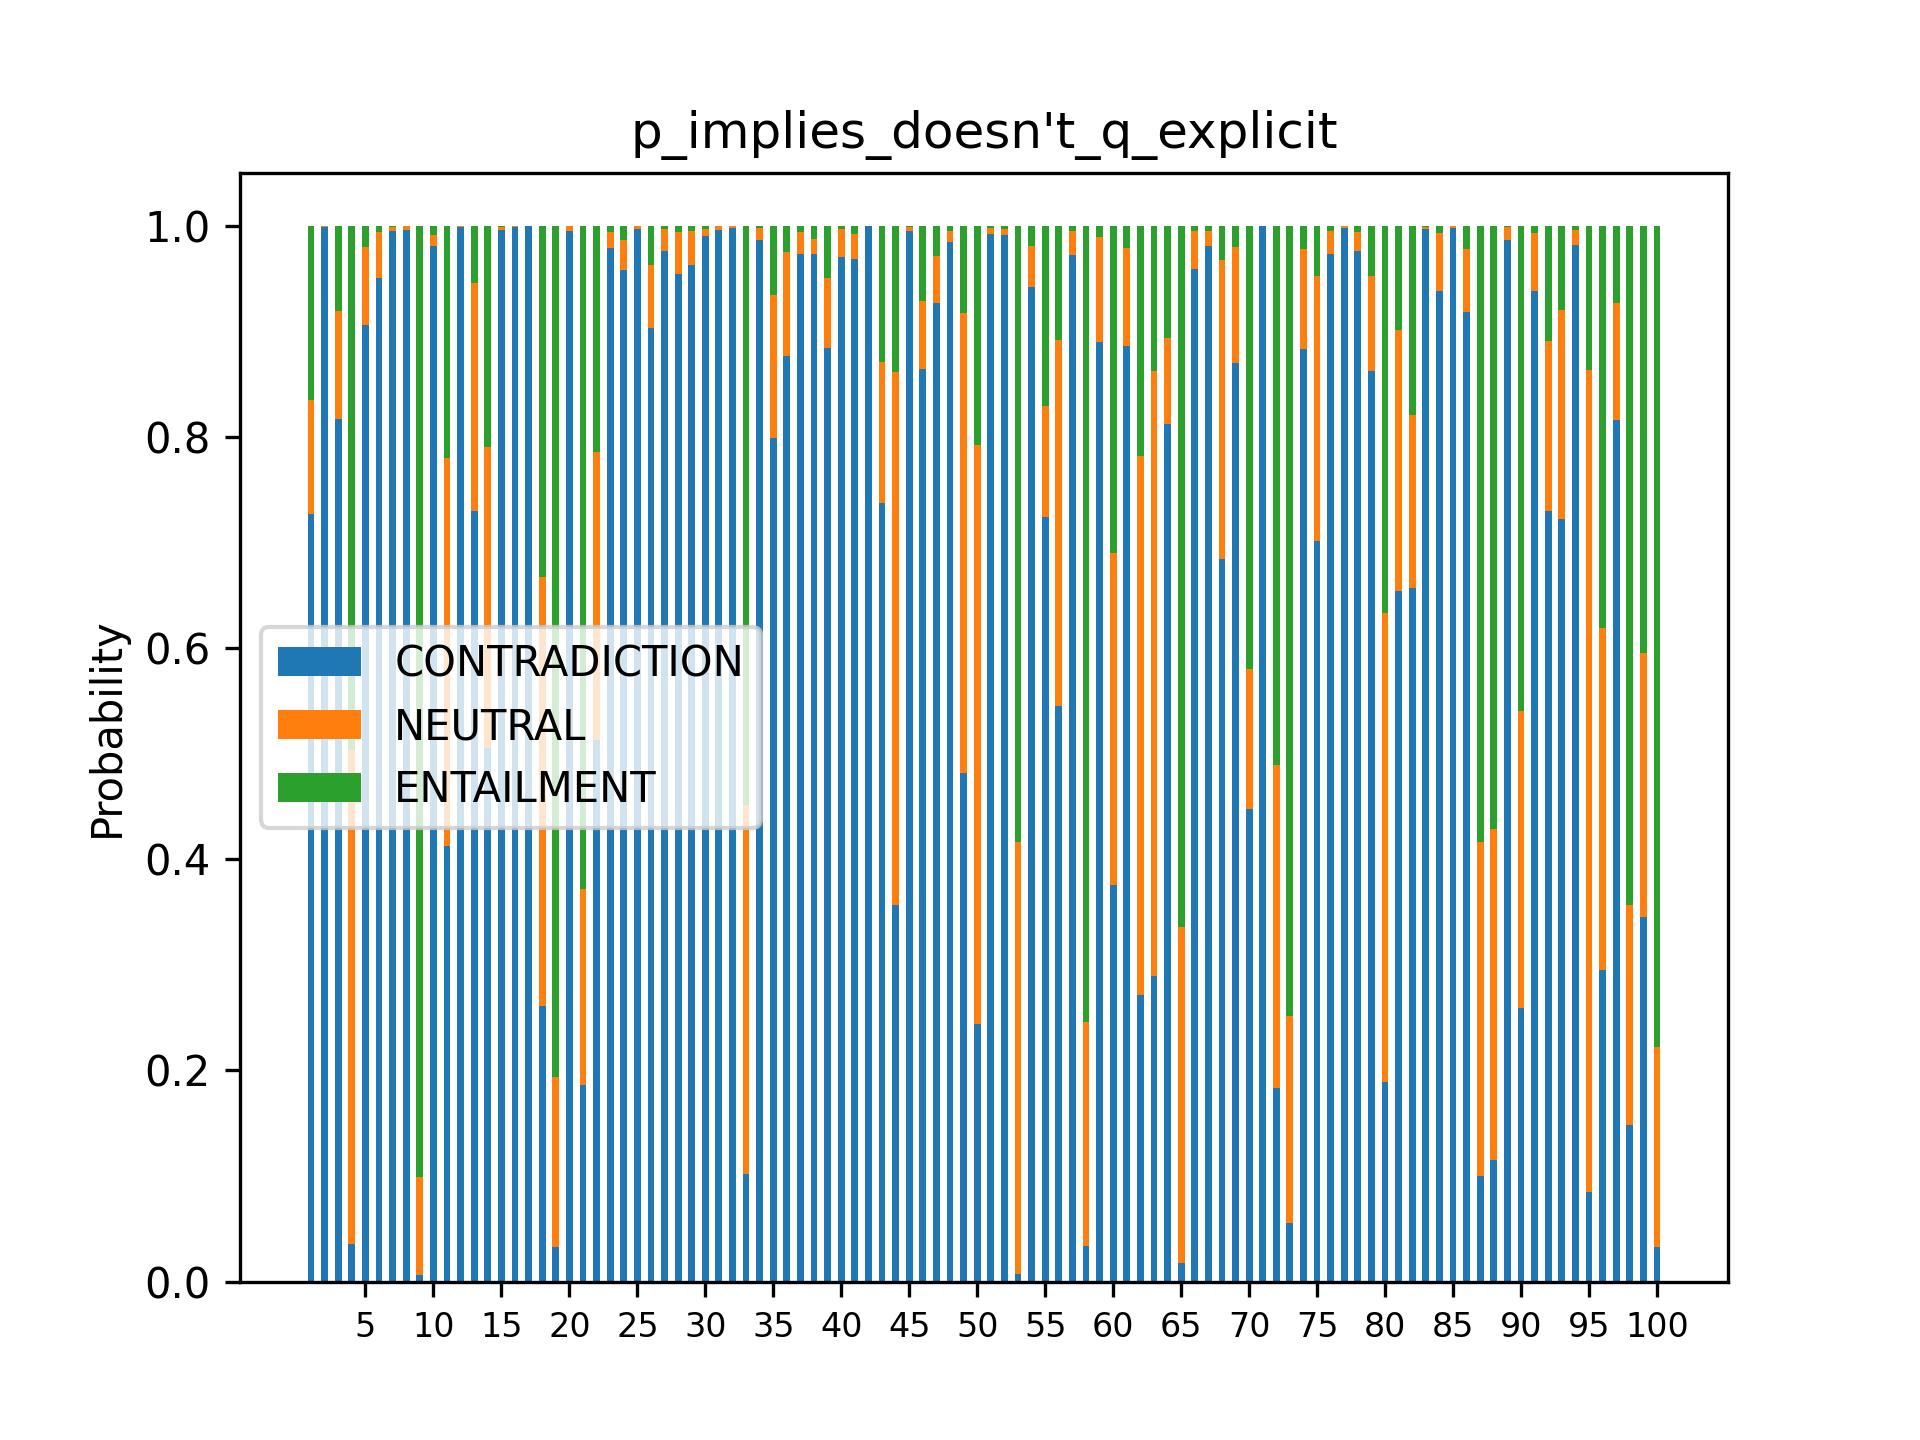 p_implies_doesn't_q_explicit
Probability
1.0
0.8
0.6
0.4
0.2
0.0
CONTRADICTION
NEUTRAL
ENTAILMENT
5 10 15 20 25 30 35 40 45 50 55 60 65 70 75 80 85 90 95 100